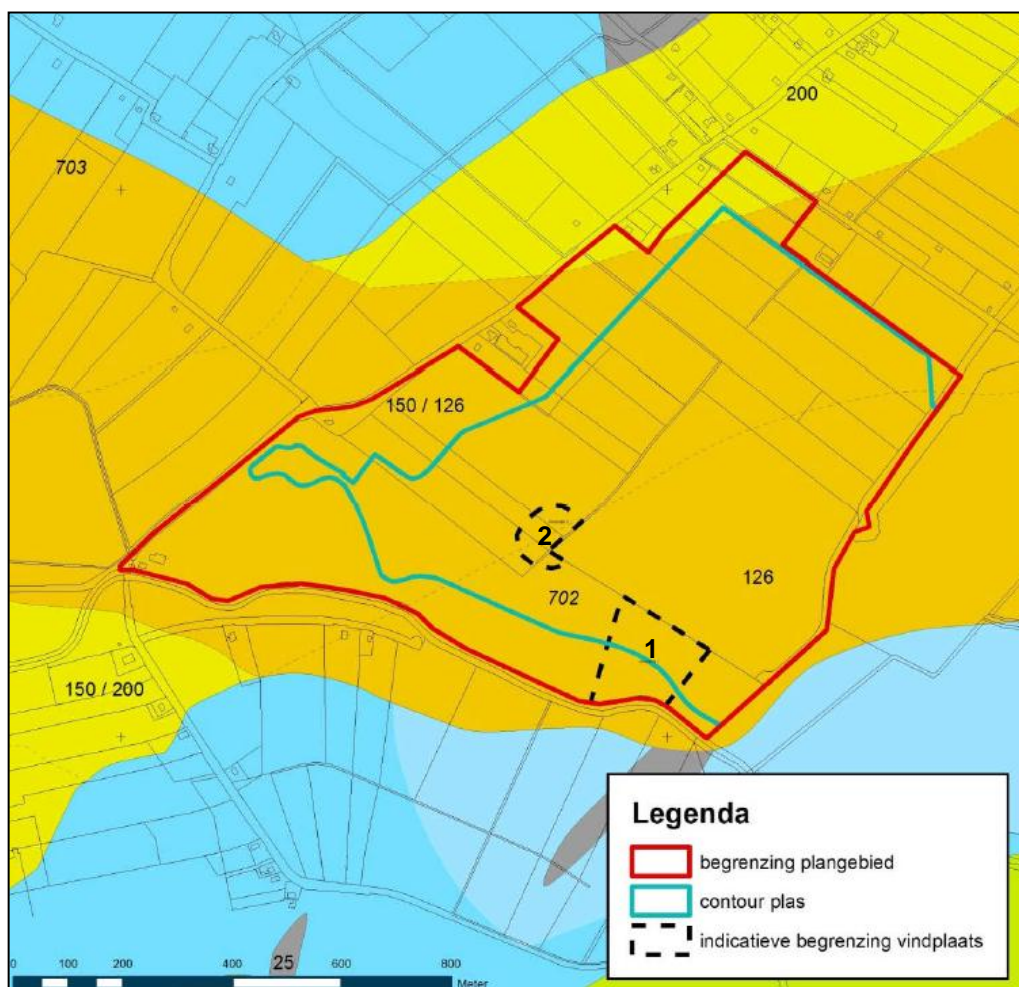 200
703
150 / 126
2
126
702
1
150 / 200
25
Legenda
begrenzing plangebied
contour plas
indicatieve begrenzing vindplaats
0 100 200 400 600 800
Meter